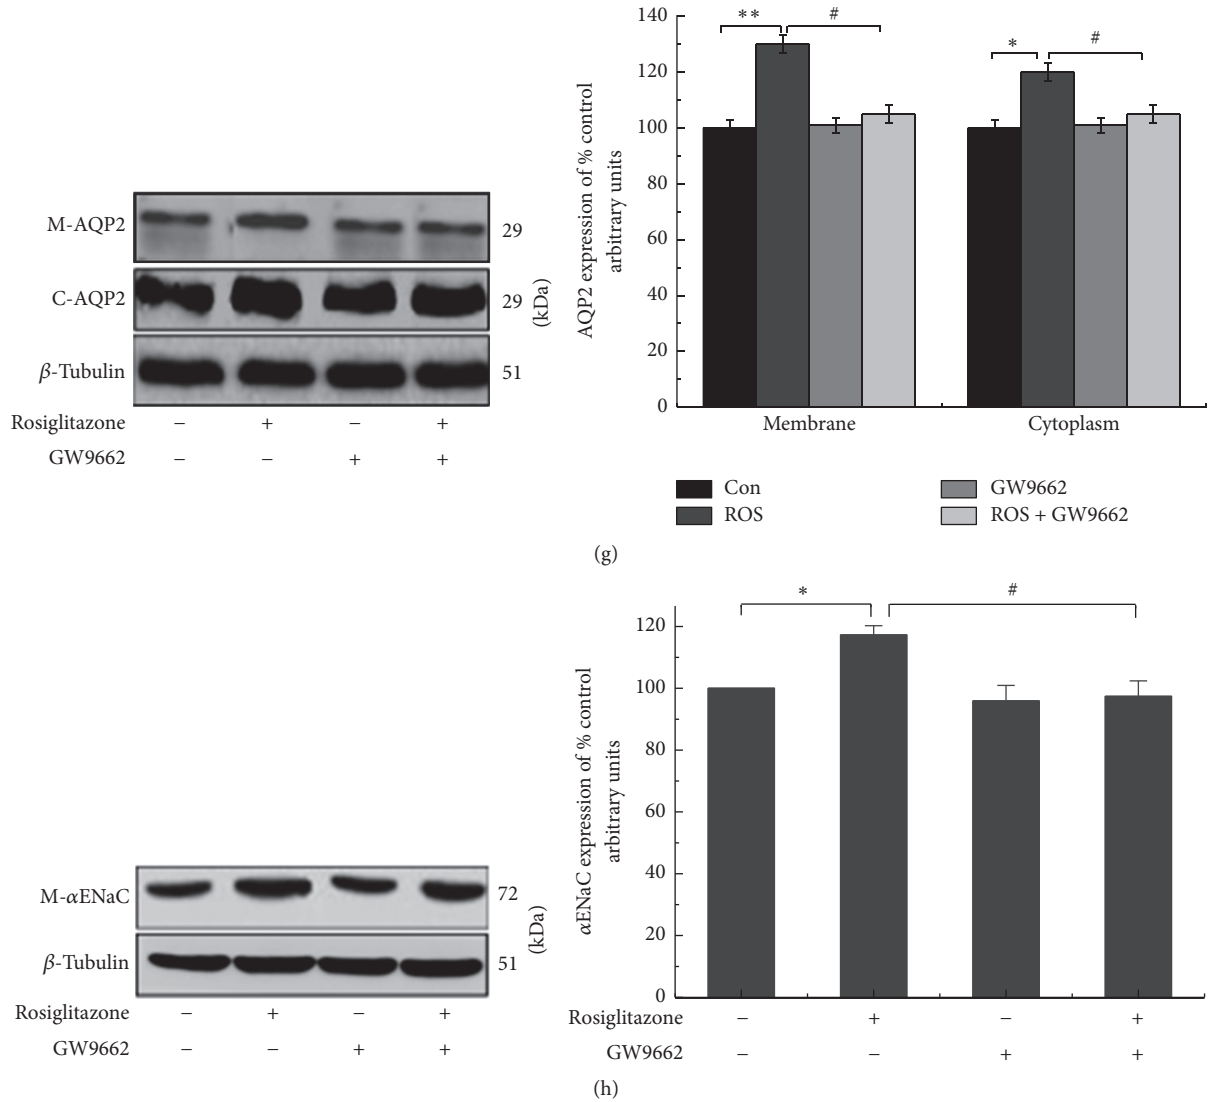 M-AQP2
29
C-AQP2
29
β-Tubulin
51
(kDa)
Rosiglitazone − + − +
GW9662 − − + +
AQP2 expression of % control
arbitrary units
140
120
100
80
60
40
20
0
** #
* #
Membrane Cytoplasm
Con GW9662
ROS ROS + GW9662
(g)
M-αENaC
72
β-Tubulin
51
(kDa)
Rosiglitazone − + − +
GW9662 − − + +
αENaC expression of % control
arbitrary units
120
100
80
60
40
20
0
* #
Rosiglitazone − + − +
GW9662 − − + +
(h)